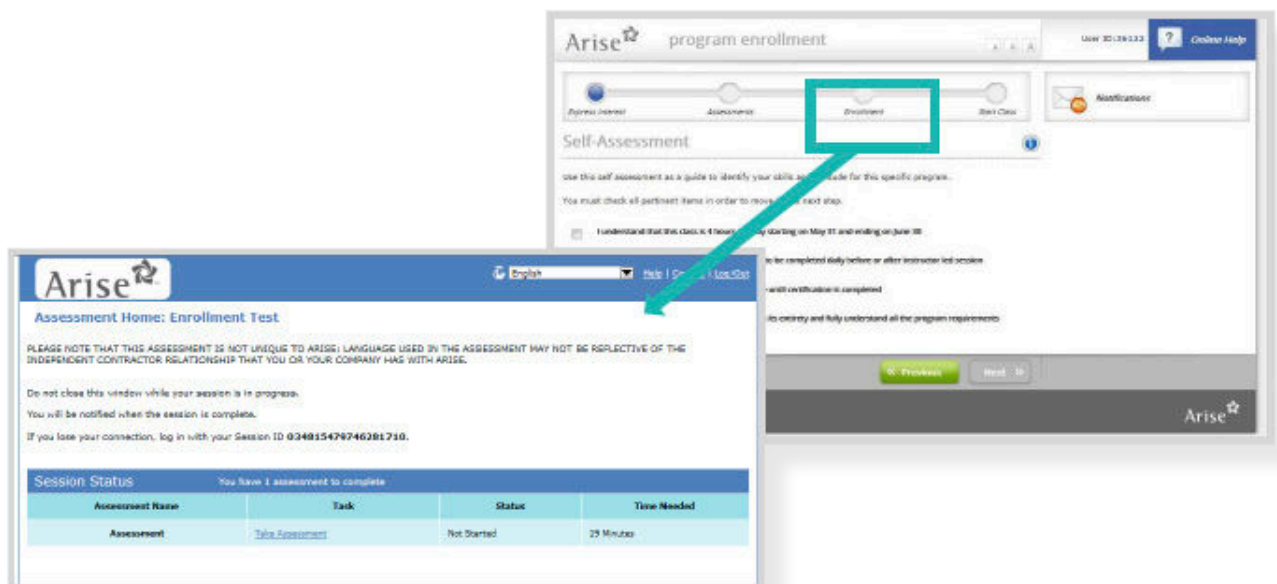 Arise
program enrollment
A A A
Online Help
Express Interest
Assessments
Enrollment
Start Class
Notifications
Self-Assessment
Use this self assessment as a guide to identify your skills for this specific program.
You must check all pertinent items in order to move next step.
I understand that this class is 4 hours starting on May 31 and ending on June 30
to be completed daily before or after instructor led session
until certification is completed
its entirety and fully understand all the program requirements
Previous
Next
Arise
Arise
English
Help | | Log Out
Assessment Home: Enrollment Test
PLEASE NOTE THAT THIS ASSESSMENT IS NOT UNIQUE TO ARISE; LANGUAGE USED IN THE ASSESSMENT MAY NOT BE REFLECTIVE OF THE
INDEPENDENT CONTRACTOR RELATIONSHIP THAT YOU OR YOUR COMPANY HAS WITH ARISE.
Do not close this window while your session is in progress.
You will be notified when the session is complete.
If you lose your connection, log in with your Session ID 034815479746281710.
Session Status You have 1 assessment to complete
Assessment Name Task Status Time Needed
Assessment Take Assessment Not Started 19 Minutes